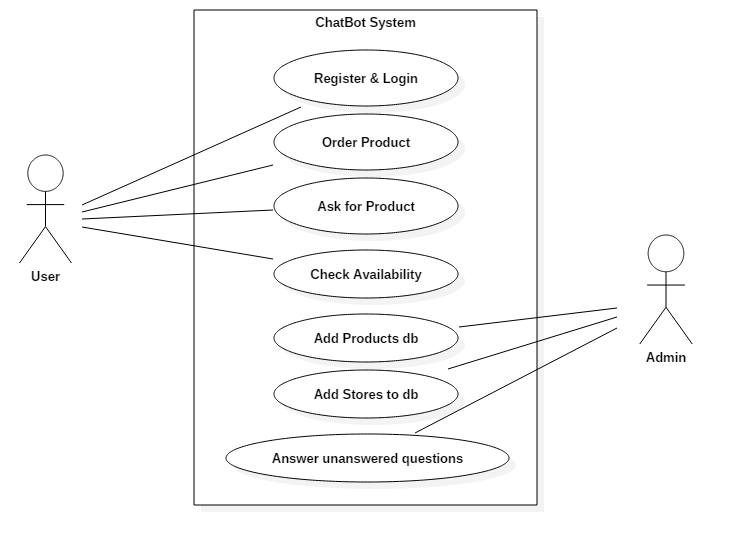 ChatBot System
Register & Login
Order Product
Ask for Product
User
Check Availability
Add Products db
Admin
Add Stores to db
Answer unanswered questions